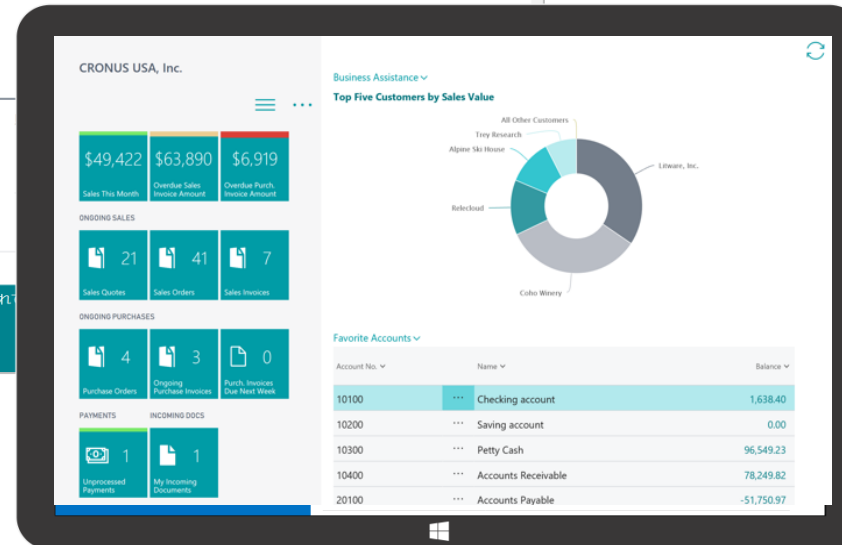 CRONUS USA, Inc.
$49,422
Sales This Month
$63,890
Overdue Sales
Invoice Amount
$6,919
Overdue Purch.
Invoice Amount
ONGOING SALES
21
Sales Quotes
41
Sales Orders
7
Sales Invoices
ONGOING PURCHASES
4
Purchase Orders
3
Ongoing
Purchase Invoices
0
Purch. Invoices
Due Next Week
PAYMENTS
INCOMING DOCS
1
Unprocessed
Payments
1
My Incoming
Documents
Business Assistance
Top Five Customers by Sales Value
All Other Customers
Trey Research
Alpine Ski House
Litware, Inc.
Relecloud
Coho Winery
Favorite Accounts
Account No. Name Balance
10100 ··· Checking account 1,638.40
10200 ··· Saving account 0.00
10300 ··· Petty Cash 96,549.23
10400 ··· Accounts Receivable 78,249.82
20100 ··· Accounts Payable -51,750.97